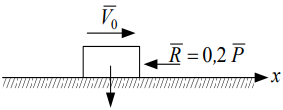 V̅₀
R̅ = 0,2 P̅
x